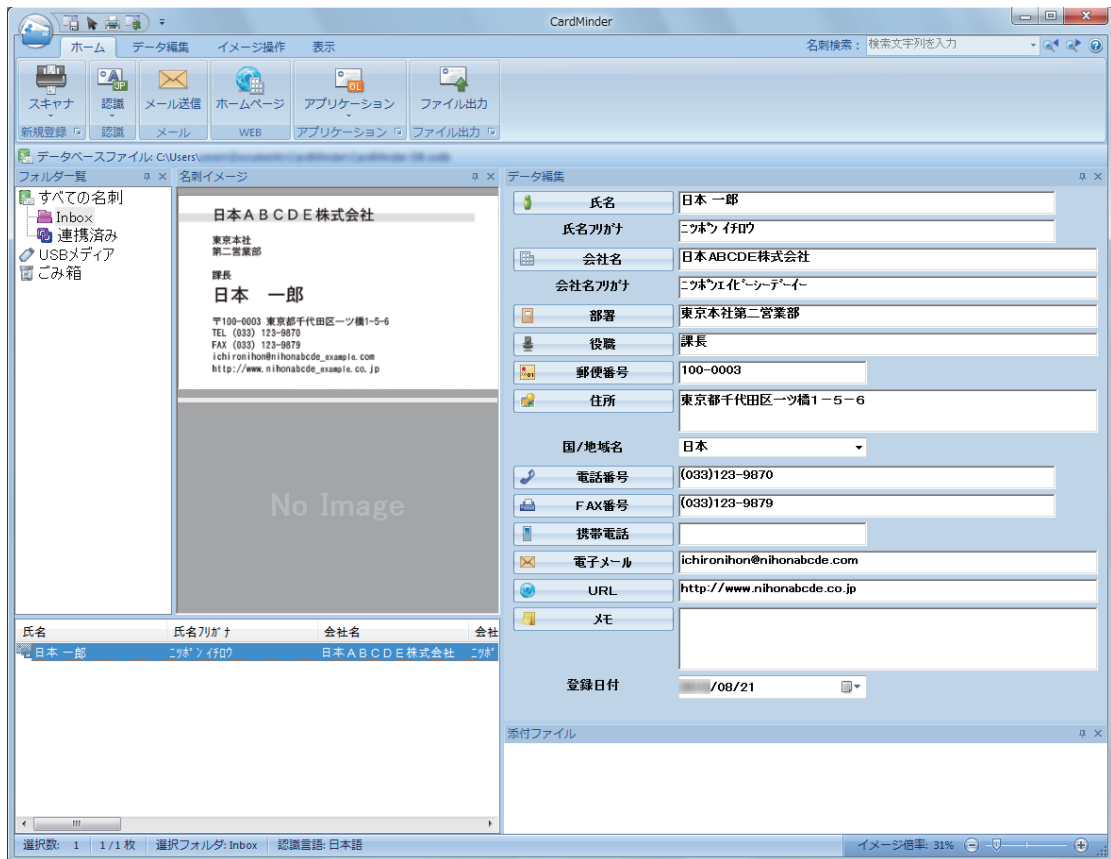 CardMinder
ホーム データ編集 イメージ操作 表示 名刺検索： 検索文字列を入力
スキャナ 認識 メール送信 ホームページ アプリケーション ファイル出力
新規登録 認識 メール WEB アプリケーション ファイル出力
データベースファイル: C:\Users\
フォルダ一覧
すべての名刺
Inbox
連携済み
USBメディア
ごみ箱
名刺イメージ
日本ＡＢＣＤＥ株式会社
東京本社
第二営業部
課長
日本　一郎
〒100-0003 東京都千代田区一ツ橋1-5-6
TEL (033) 123-9870
FAX (033) 123-9879
ichironihon@nihonabcde_example.com
http://www.nihonabcde_example.co.jp
No Image
氏名 氏名ﾌﾘｶﾞﾅ 会社名 会社
日本 一郎 ﾆｯﾎﾟﾝ ｲﾁﾛｳ 日本ＡＢＣＤＥ株式会社 ﾆｯﾎﾟ
データ編集
氏名 日本 一郎
氏名ﾌﾘｶﾞﾅ ﾆｯﾎﾟﾝ ｲﾁﾛｳ
会社名 日本ABCDE株式会社
会社名ﾌﾘｶﾞﾅ ﾆｯﾎﾟﾝｴｲﾋﾞｰｼｰﾃﾞｰｲｰ
部署 東京本社第二営業部
役職 課長
郵便番号 100-0003
住所 東京都千代田区一ツ橋１－５－６
国/地域名 日本
電話番号 (033)123-9870
FAX番号 (033)123-9879
携帯電話
電子メール ichironihon@nihonabcde.com
URL http://www.nihonabcde.co.jp
メモ
登録日付 /08/21
添付ファイル
選択数: 1 1/1 枚 選択フォルダ: Inbox 認識言語: 日本語 イメージ倍率: 31%